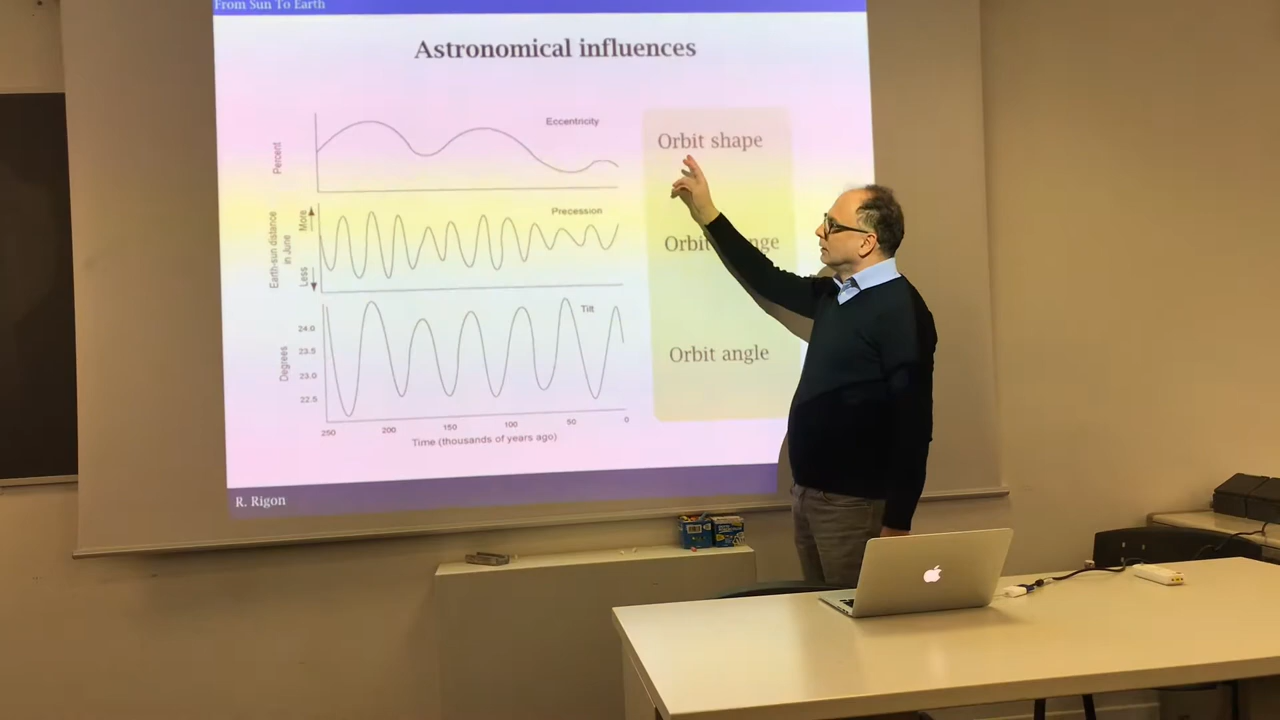 From Sun To Earth
Astronomical influences
Eccentricity
Percent
Orbit shape
Precession
Earth-sun distance
in June
More
Less
Orbit
nge
Tilt
24.0
23.5
23.0
22.5
Degrees
Orbit angle
250 200 150 100 50 0
Time (thousands of years ago)
R. Rigon